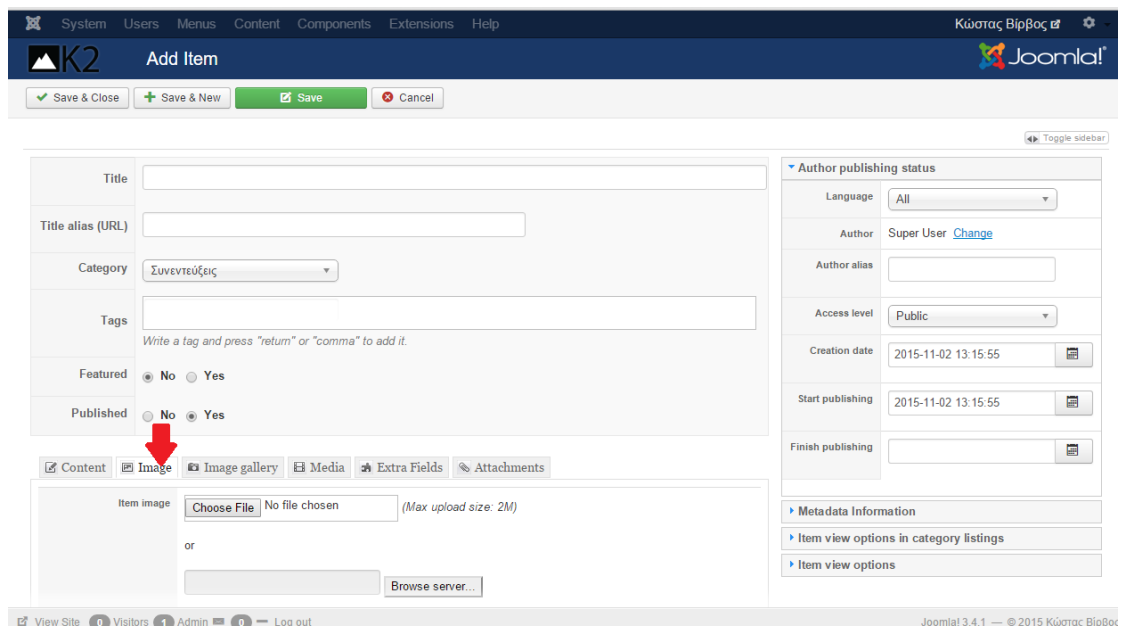 System Users Menus Content Components Extensions Help Κώστας Βίρβος
K2 Add Item Joomla!
Save & Close Save & New Save Cancel
Toggle sidebar
Title
Title alias (URL)
Category Συνεντεύξεις
Tags
Write a tag and press "return" or "comma" to add it.
Featured No Yes
Published No Yes
Content Image Image gallery Media Extra Fields Attachments
Item image Choose File No file chosen (Max upload size: 2M)
or
Browse server...
Author publishing status
Language All
Author Super User Change
Author alias
Access level Public
Creation date 2015-11-02 13:15:55
Start publishing 2015-11-02 13:15:55
Finish publishing
Metadata Information
Item view options in category listings
Item view options
View Site 0 Visitors 1 Admin 0 Log out Joomla! 3.4.1 — © 2015 Κώστας Βίρβος